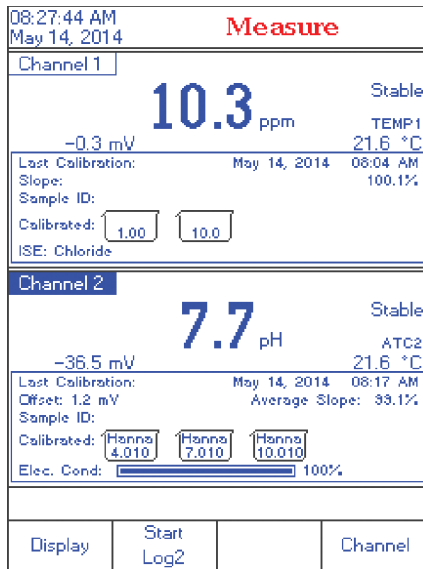 08:27:44 AM
May 14, 2014
Measure
Channel 1
10.3 ppm
Stable
TEMP1
-0.3 mV
21.6 °C
Last Calibration: May 14, 2014 08:04 AM
Slope: 100.1%
Sample ID:
Calibrated: 1.00 10.0
ISE: Chloride
Channel 2
7.7 pH
Stable
ATC2
-36.5 mV
21.6 °C
Last Calibration: May 14, 2014 08:17 AM
Offset: 1.2 mV Average Slope: 99.1%
Sample ID:
Calibrated: Hanna 4.010 Hanna 7.010 Hanna 10.010
Elec. Cond: 100%
Display
Start Log2
Channel